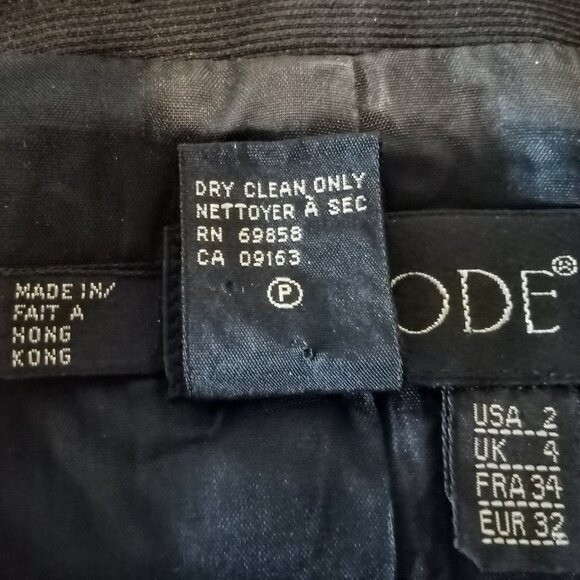 DRY CLEAN ONLY
NETTOYER À SEC
RN 69858
CA 09163
P
MADE IN/
FAIT A
HONG
KONG
ODE®
USA 2
UK 4
FRA 34
EUR 32